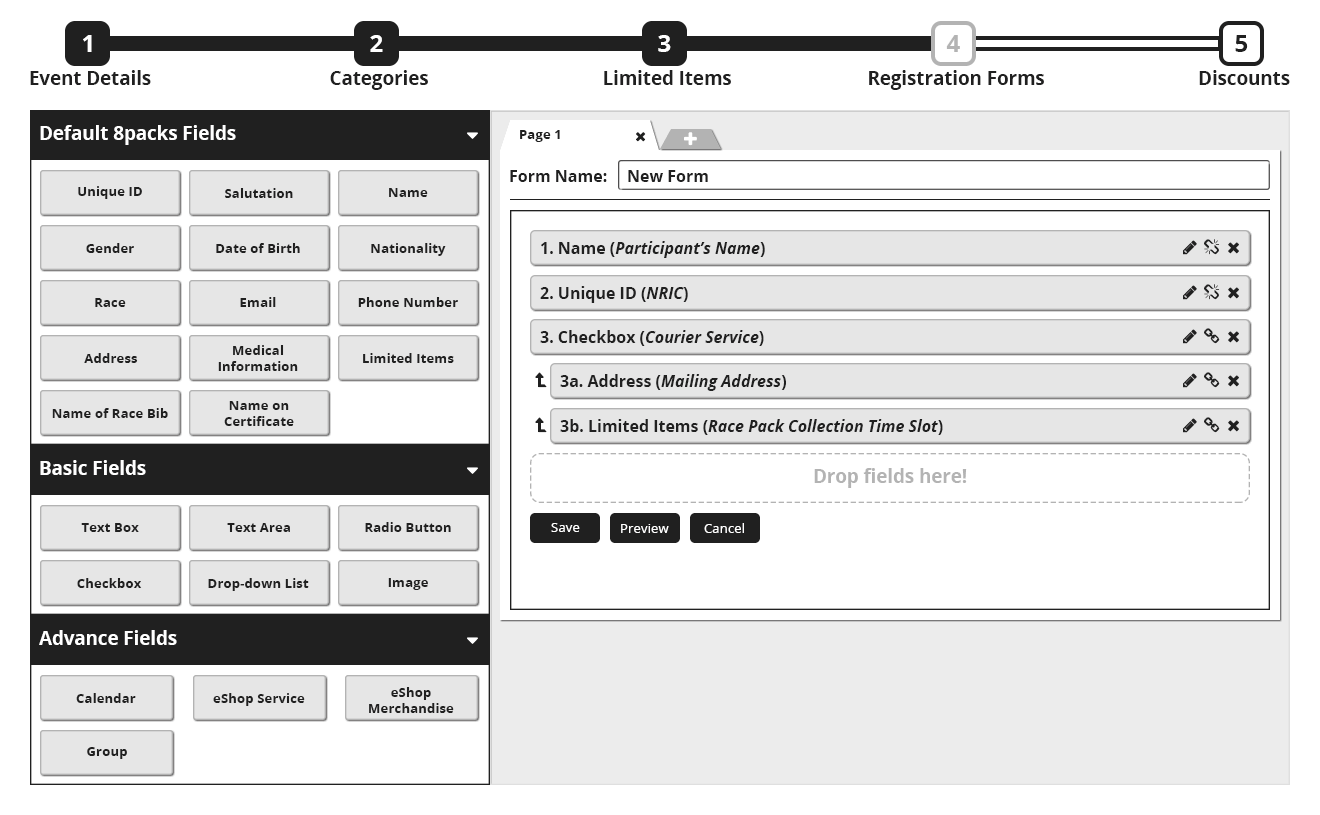 1
2
3
4
5
Event Details
Categories
Limited Items
Registration Forms
Discounts
Default 8packs Fields
Unique ID
Salutation
Name
Gender
Date of Birth
Nationality
Race
Email
Phone Number
Address
Medical
Information
Limited Items
Name of Race Bib
Name on
Certificate
Basic Fields
Text Box
Text Area
Radio Button
Checkbox
Drop-down List
Image
Advance Fields
Calendar
eShop Service
eShop
Merchandise
Group
Page 1
Form Name:
New Form
1. Name (Participant’s Name)
2. Unique ID (NRIC)
3. Checkbox (Courier Service)
3a. Address (Mailing Address)
3b. Limited Items (Race Pack Collection Time Slot)
Drop fields here!
Save
Preview
Cancel